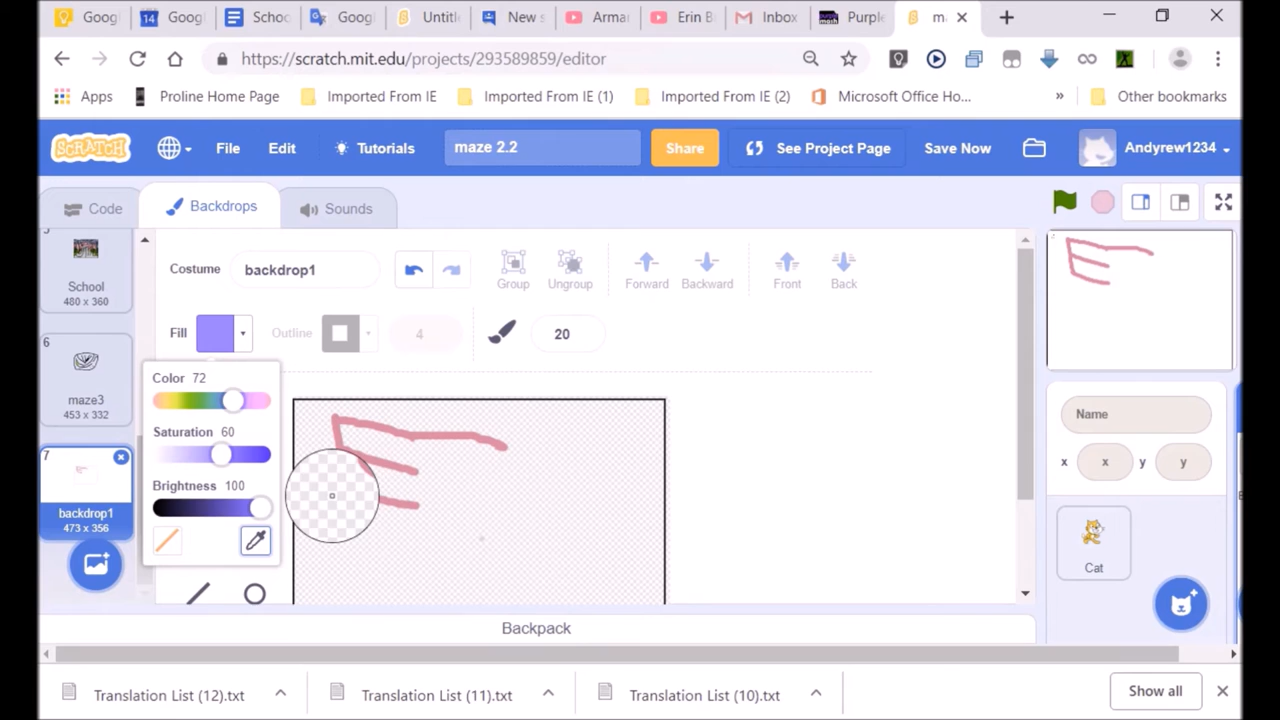 Googl
14 Googl
Schoo
Googl
Untitl
New s
Armar
Erin B
Inbox
Purple
m
https://scratch.mit.edu/projects/293589859/editor
Apps
Proline Home Page
Imported From IE
Imported From IE (1)
Imported From IE (2)
Microsoft Office Ho...
»
Other bookmarks
SCRATCH
File
Edit
Tutorials
maze 2.2
Share
See Project Page
Save Now
Andyrew1234
Code
Backdrops
Sounds
School
480 x 360
6
maze3
453 x 332
7
backdrop1
473 x 356
Costume
backdrop1
Group
Ungroup
Forward
Backward
Front
Back
Fill
Outline
4
20
Color 72
Saturation 60
Brightness 100
Name
x x y y
Cat
Backpack
Translation List (12).txt
Translation List (11).txt
Translation List (10).txt
Show all